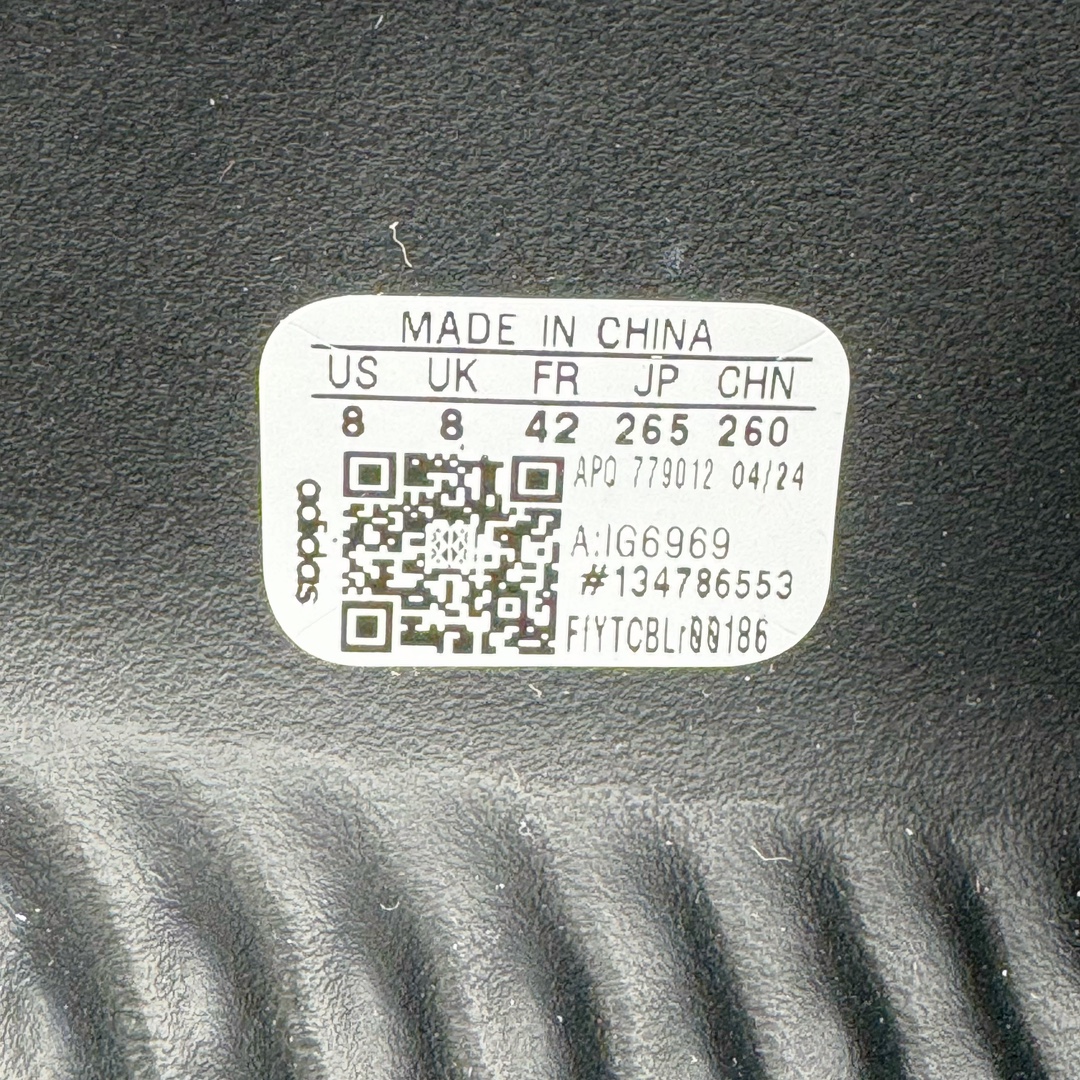 MADE IN CHINA
US UK FR JP CHN
8 8 42 265 260
APO 779012 04/24
A:IG6969
#134786553
FfYTCBLr00186
adidas